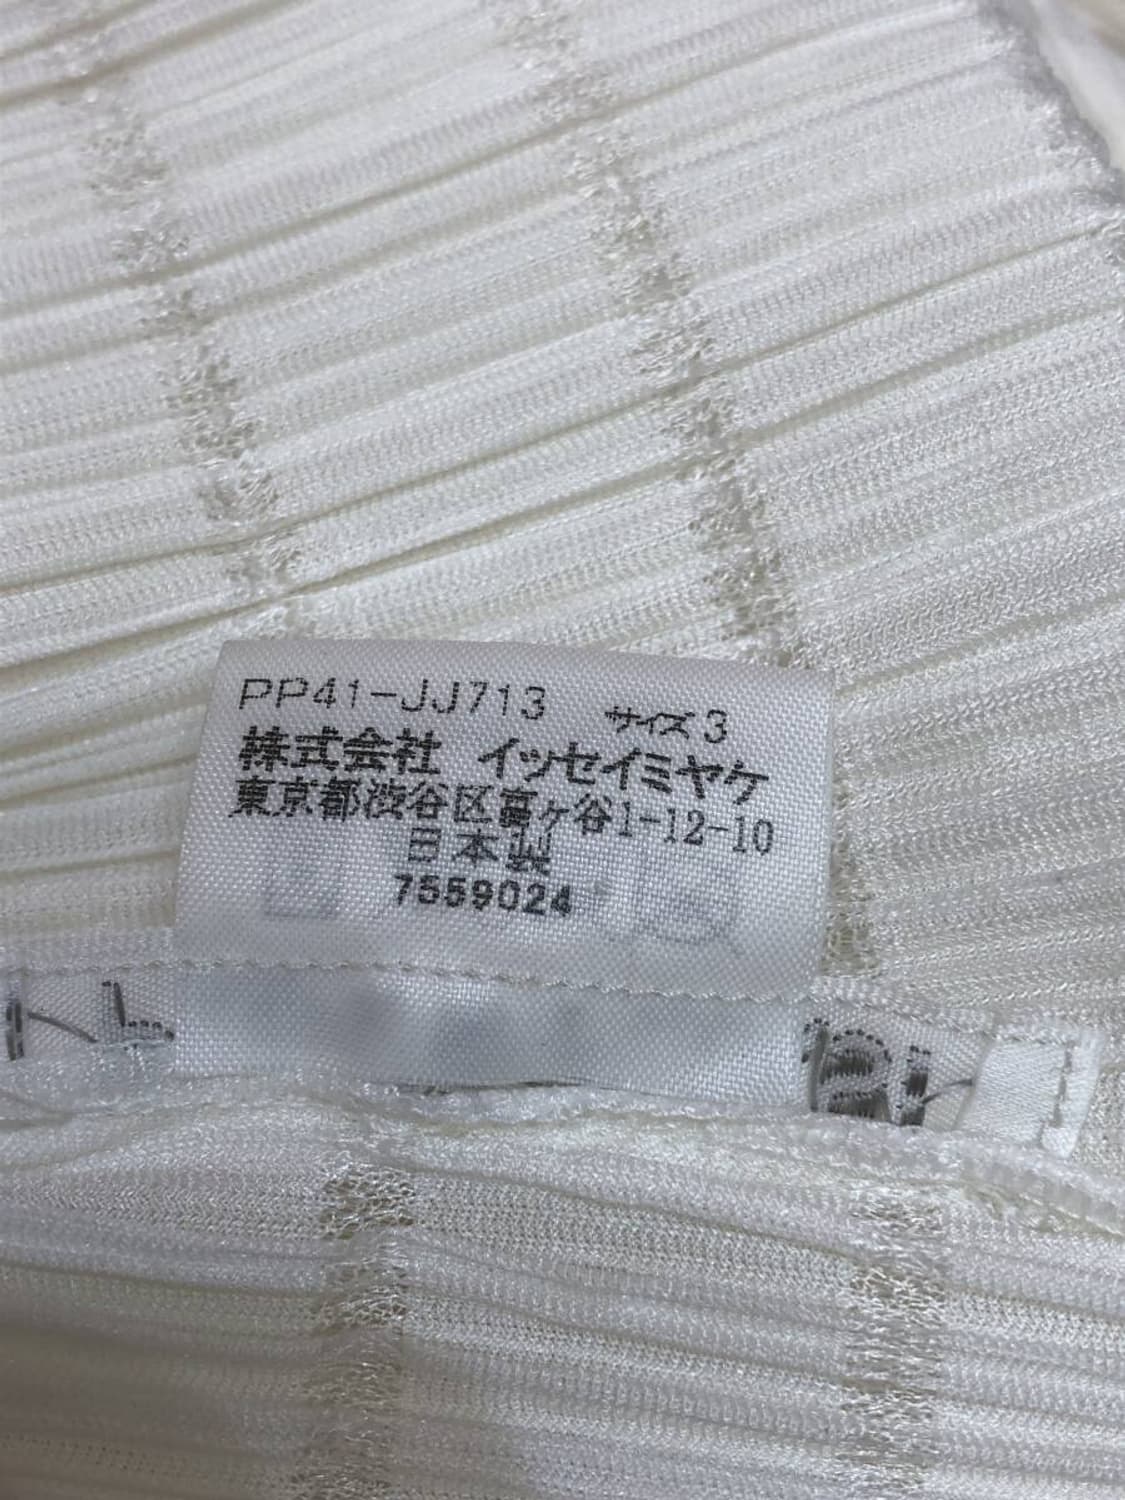 PP41-JJ713 サイズ 3
株式会社 イッセイミヤケ
東京都渋谷区富ヶ谷1-12-10
日本製
7559024